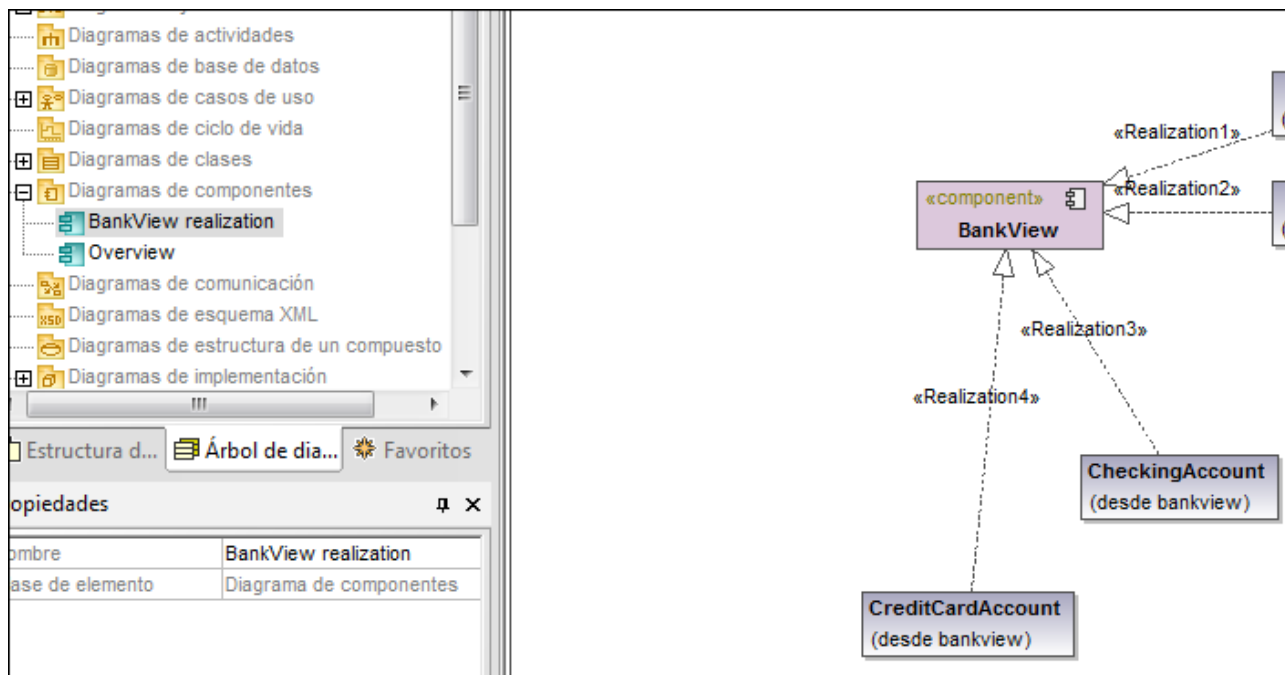 Diagramas de actividades
Diagramas de base de datos
Diagramas de casos de uso
Diagramas de ciclo de vida
Diagramas de clases
Diagramas de componentes
BankView realization
Overview
Diagramas de comunicación
XSD Diagramas de esquema XML
Diagramas de estructura de un compuesto
Diagramas de implementación
Estructura d...
Árbol de dia...
Favoritos
opiedades
ombre BankView realization
ase de elemento Diagrama de componentes
«Realization1»
«Realization2»
«component»
BankView
«Realization3»
«Realization4»
CheckingAccount
(desde bankview)
CreditCardAccount
(desde bankview)